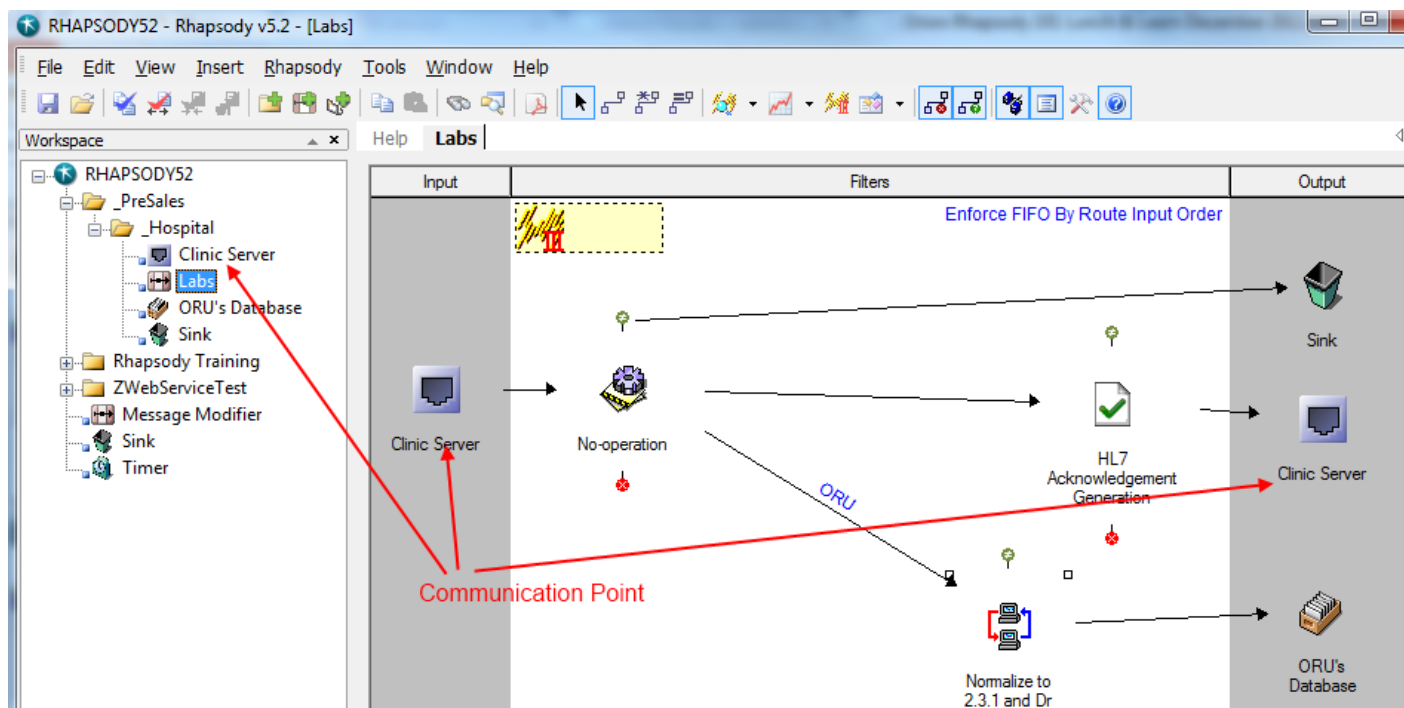 RHAPSODY52 - Rhapsody v5.2 - [Labs]
File Edit View Insert Rhapsody Tools Window Help
Workspace
Help Labs
RHAPSODY52
_PreSales
_Hospital
Clinic Server
Labs
ORU's Database
Sink
Rhapsody Training
ZWebServiceTest
Message Modifier
Sink
Timer
Input Filters Output
Enforce FIFO By Route Input Order
Sink
Clinic Server
No-operation
HL7
Acknowledgement
Generation
Clinic Server
ORU
Communication Point
Normalize to
2.3.1 and Dr
ORU's
Database